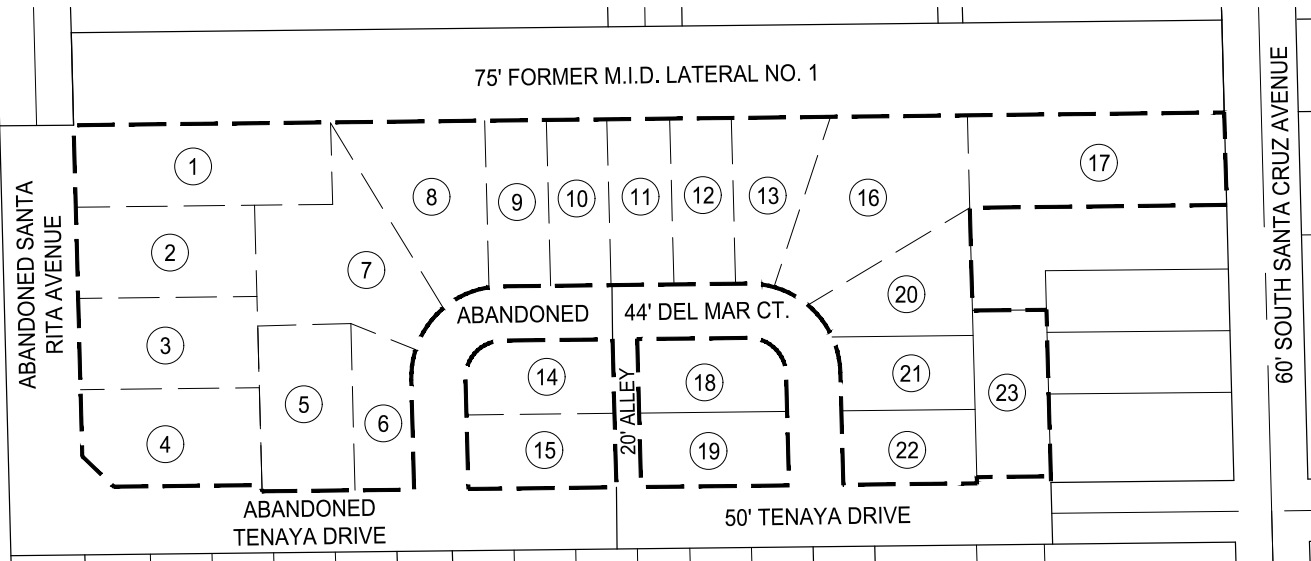 75' FORMER M.I.D. LATERAL NO. 1
60' SOUTH SANTA CRUZ AVENUE
ABANDONED SANTA
RITA AVENUE
1
17
8
9
10
11
12
13
16
2
7
20
ABANDONED
44' DEL MAR CT.
3
14
18
21
23
5
6
20' ALLEY
4
15
19
22
ABANDONED
TENAYA DRIVE
50' TENAYA DRIVE